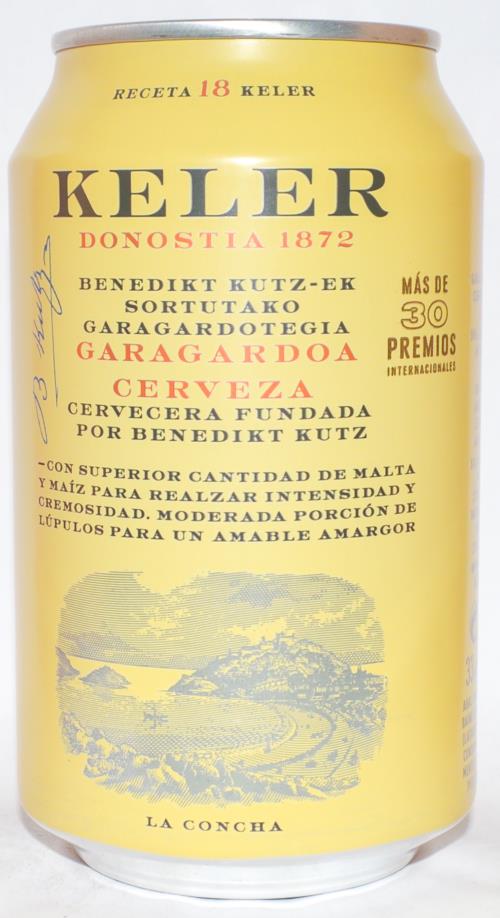 RECETA 18 KELER
KELER
DONOSTIA 1872
BENEDIKT KUTZ-EK
SORTUTAKO
GARAGARDOTEGIA
GARAGARDOA
CERVEZA
CERVECERA FUNDADA
POR BENEDIKT KUTZ
B Kutz
MÁS DE
30
PREMIOS
INTERNACIONALES
—CON SUPERIOR CANTIDAD DE MALTA
Y MAÍZ PARA REALZAR INTENSIDAD Y
CREMOSIDAD. MODERADA PORCIÓN DE
LÚPULOS PARA UN AMABLE AMARGOR
LA CONCHA